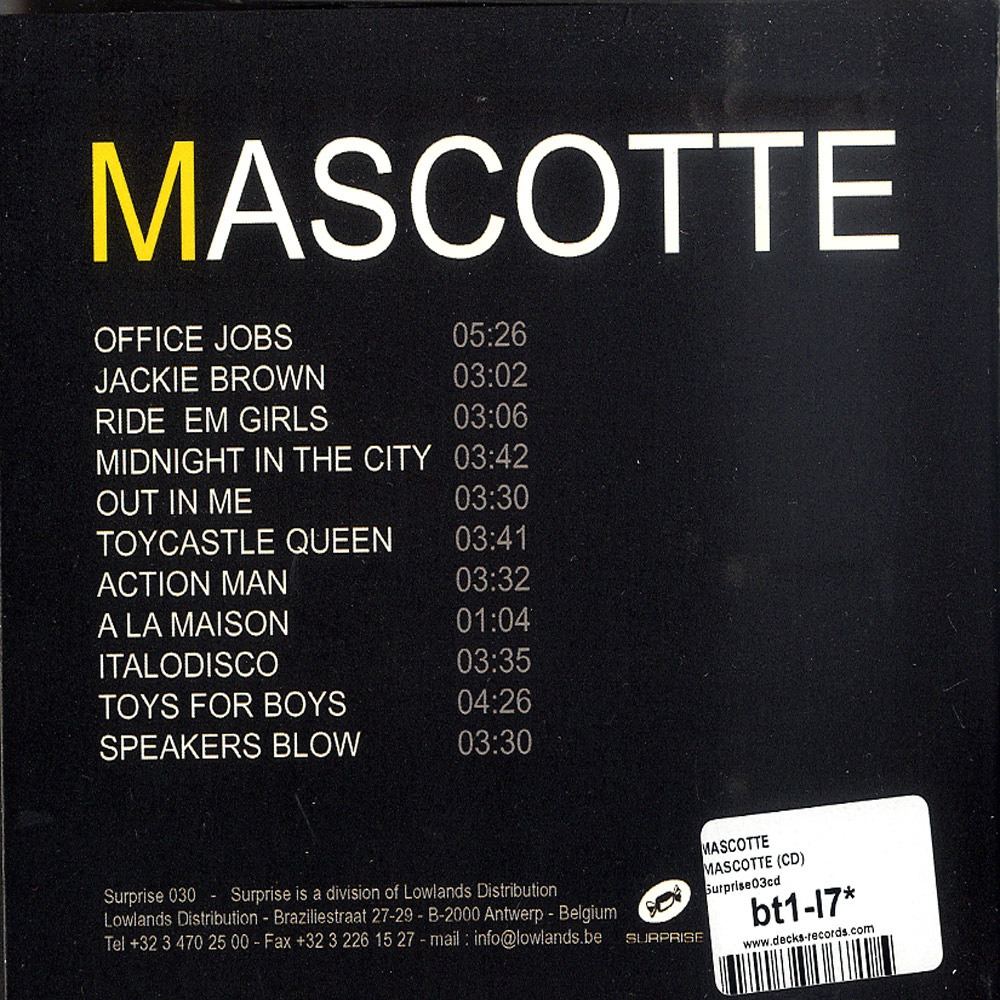 MASCOTTE
OFFICE JOBS 05:26
JACKIE BROWN 03:02
RIDE EM GIRLS 03:06
MIDNIGHT IN THE CITY 03:42
OUT IN ME 03:30
TOYCASTLE QUEEN 03:41
ACTION MAN 03:32
A LA MAISON 01:04
ITALODISCO 03:35
TOYS FOR BOYS 04:26
SPEAKERS BLOW 03:30
Surprise 030 - Surprise is a division of Lowlands Distribution
Lowlands Distribution - Braziliestraat 27-29 - B-2000 Antwerp - Belgium
Tel +32 3 470 25 00 - Fax +32 3 226 15 27 - mail : info@lowlands.be
SURPRISE
MASCOTTE
MASCOTTE (CD)
Surprise03cd
bt1-l7*
www.decks-records.com